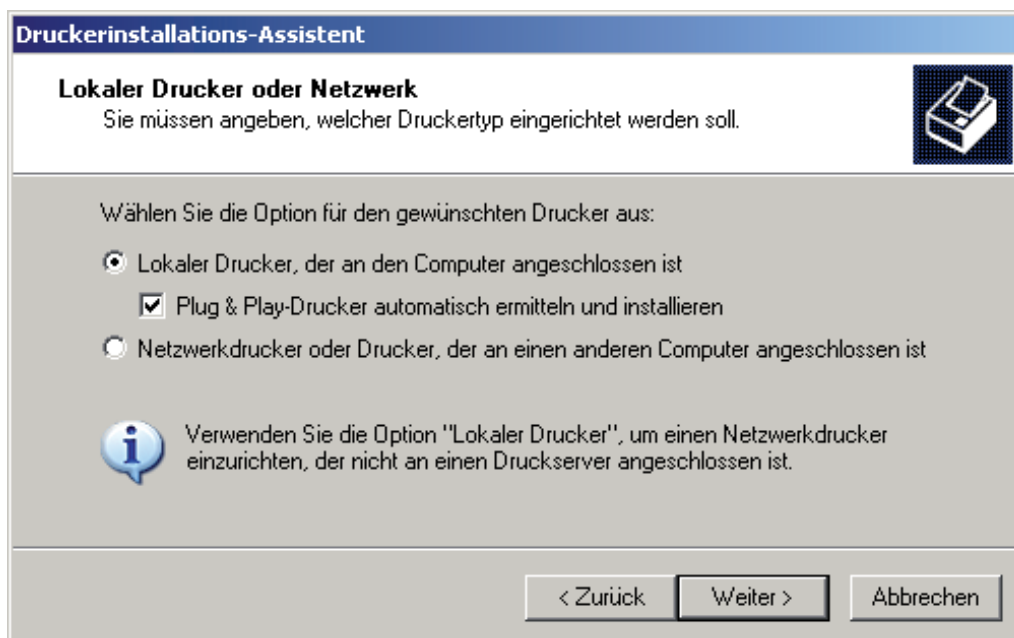 Druckerinstallations-Assistent
Lokaler Drucker oder Netzwerk
Sie müssen angeben, welcher Druckertyp eingerichtet werden soll.
Wählen Sie die Option für den gewünschten Drucker aus:
Lokaler Drucker, der an den Computer angeschlossen ist
Plug & Play-Drucker automatisch ermitteln und installieren
Netzwerkdrucker oder Drucker, der an einen anderen Computer angeschlossen ist
Verwenden Sie die Option "Lokaler Drucker", um einen Netzwerkdrucker
einzurichten, der nicht an einen Druckserver angeschlossen ist.
< Zurück Weiter > Abbrechen